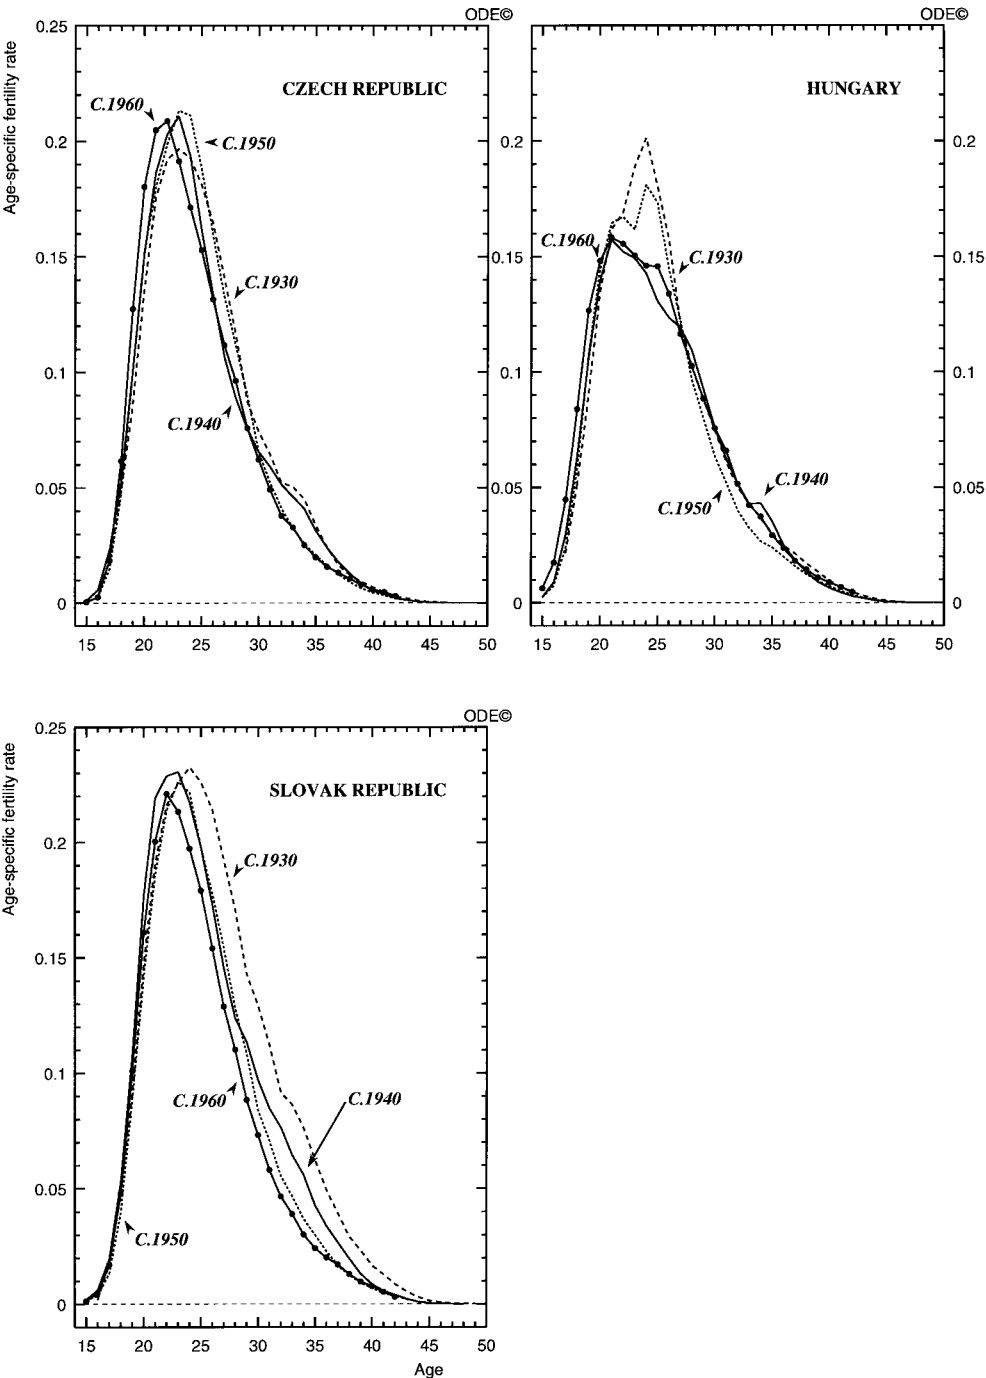 ODE©
0.25
Age-specific fertility rate
CZECH REPUBLIC
C.1960
C.1950
0.2
0.15
C.1930
0.1
C.1940
0.05
0
15 20 25 30 35 40 45 50
ODE©
HUNGARY
0.2 0.2
C.1960
C.1930
0.15 0.15
0.1 0.1
C.1940
C.1950
0.05 0.05
0 0
15 20 25 30 35 40 45 50
ODE©
0.25
Age-specific fertility rate
SLOVAK REPUBLIC
0.2
C.1930
0.15
0.1
C.1960
C.1940
0.05
C.1950
0
15 20 25 30 35 40 45 50
Age